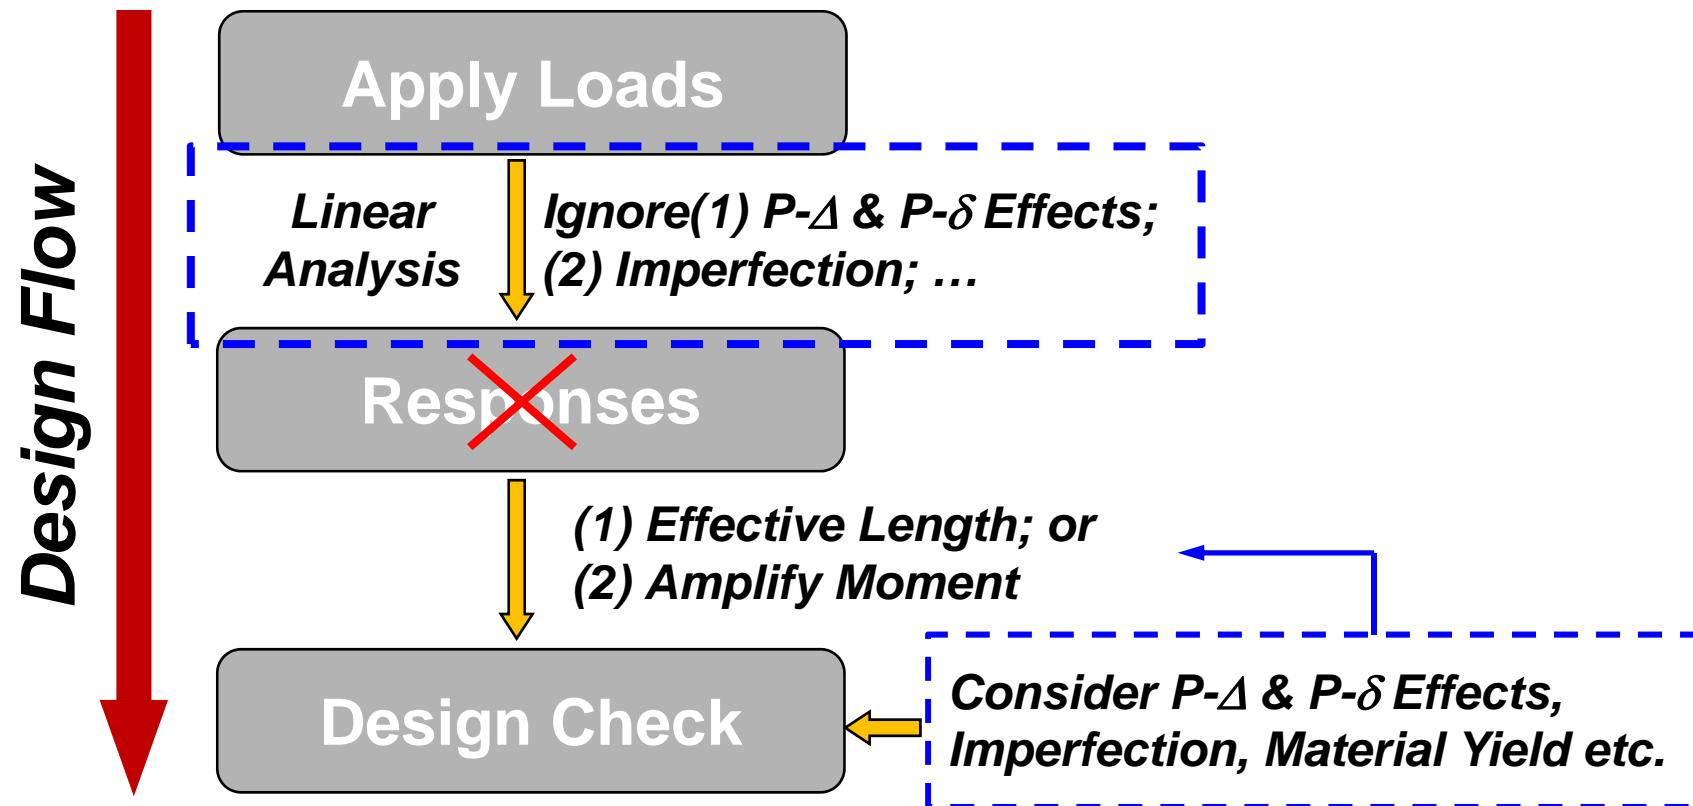 Design Flow
Apply Loads
Linear
Analysis
Ignore(1) P-Δ & P-δ Effects;
(2) Imperfection; …
Responses
(1) Effective Length; or
(2) Amplify Moment
Design Check
Consider P-Δ & P-δ Effects,
Imperfection, Material Yield etc.